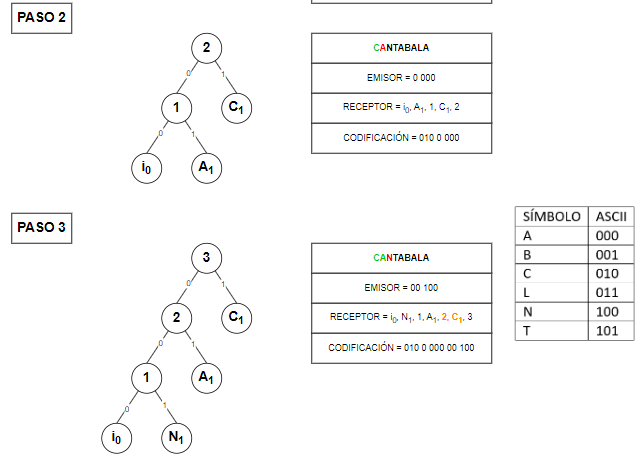 PASO 2
2
0
1
1
C₁
0
1
i₀
A₁
CANTABALA
EMISOR = 0 000
RECEPTOR = i₀, A₁, 1, C₁, 2
CODIFICACIÓN = 010 0 000
PASO 3
3
0
1
2
C₁
0
1
1
A₁
0
1
i₀
N₁
CANTABALA
EMISOR = 00 100
RECEPTOR = i₀, N₁, 1, A₁, 2, C₁, 3
CODIFICACIÓN = 010 0 000 00 100
SÍMBOLO ASCII
A 000
B 001
C 010
L 011
N 100
T 101